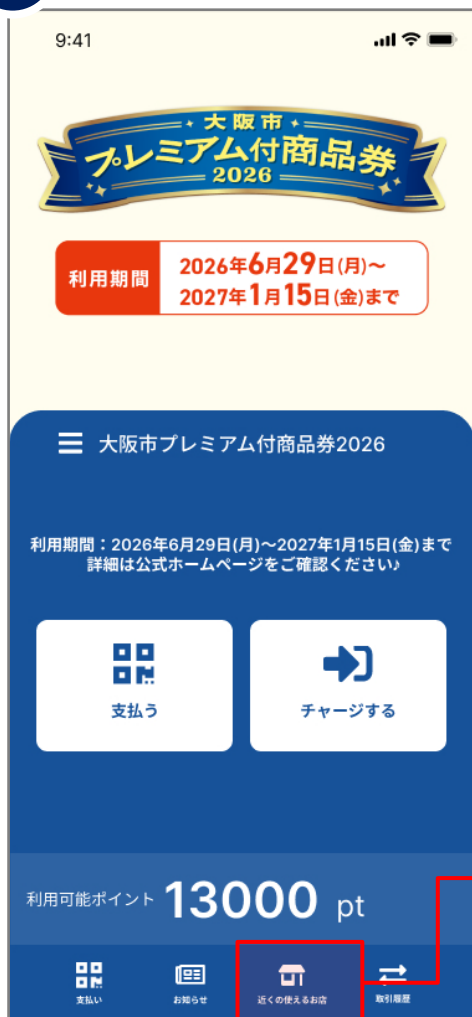 9:41
大阪市
プレミアム付商品券
2026
利用期間
2026年6月29日(月)~
2027年1月15日(金)まで
大阪市プレミアム付商品券2026
利用期間：2026年6月29日(月)~2027年1月15日(金)まで
詳細は公式ホームページをご確認ください♪
支払う
チャージする
利用可能ポイント 13000 pt
支払い
お知らせ
近くの使えるお店
取引履歴